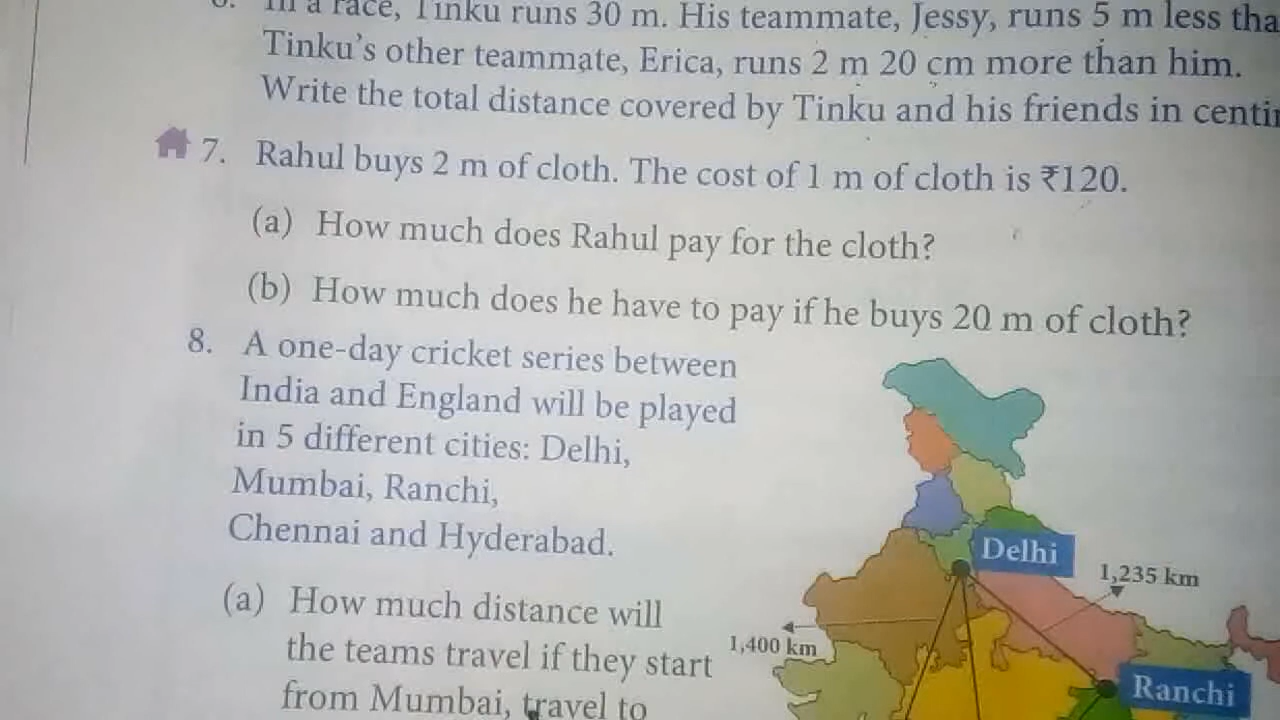 In a race, Tinku runs 30 m. His teammate, Jessy, runs 5 m less
Tinku's other teammate, Erica, runs 2 m 20 cm more than him.
Write the total distance covered by Tinku and his friends in
7. Rahul buys 2 m of cloth. The cost of 1 m of cloth is ₹120.
(a) How much does Rahul pay for the cloth?
(b) How much does he have to pay if he buys 20 m of cloth?
8. A one-day cricket series between
India and England will be played
in 5 different cities: Delhi,
Mumbai, Ranchi,
Chennai and Hyderabad.
(a) How much distance will
the teams travel if they start
from Mumbai, travel to
Delhi
1,235 km
1,400 km
Ranchi